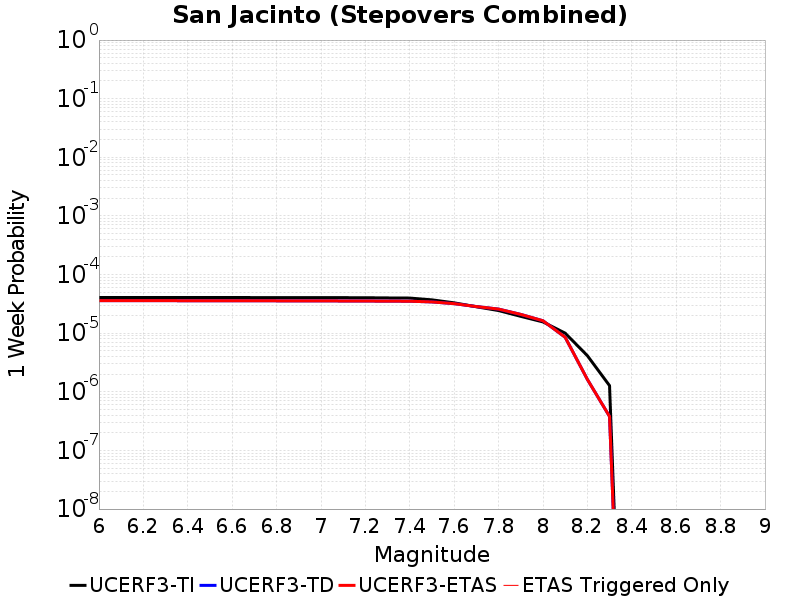 San Jacinto (Stepovers Combined)
1 Week Probability
10^0
10^-1
10^-2
10^-3
10^-4
10^-5
10^-6
10^-7
10^-8
6 6.2 6.4 6.6 6.8 7 7.2 7.4 7.6 7.8 8 8.2 8.4 8.6 8.8 9
Magnitude
UCERF3-TI UCERF3-TD UCERF3-ETAS ETAS Triggered Only